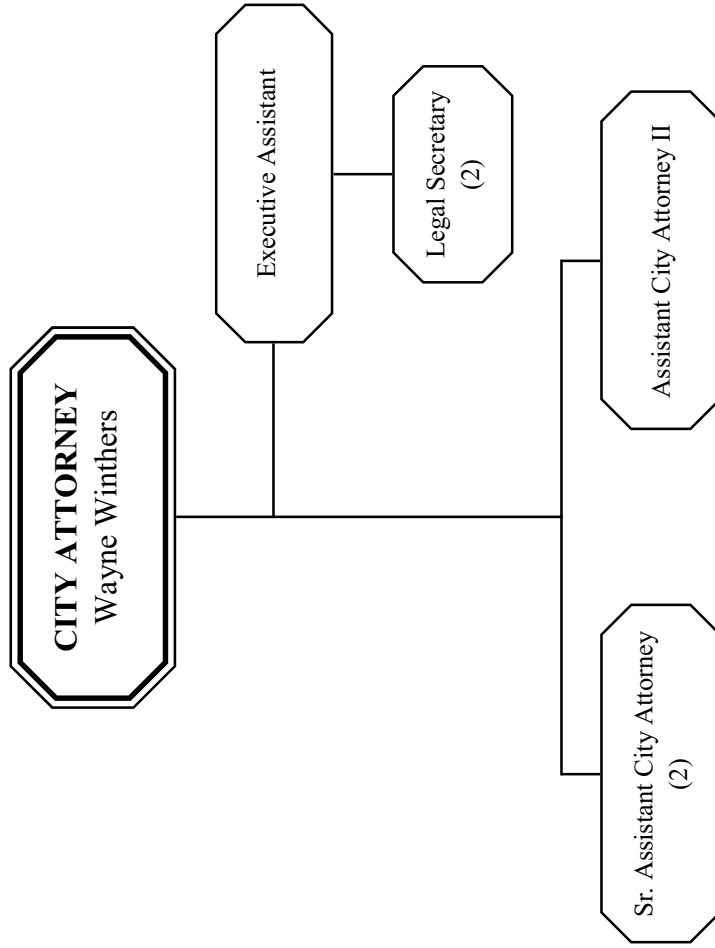 CITY ATTORNEY
Wayne Winthers
Executive Assistant
Legal Secretary
(2)
Sr. Assistant City Attorney
(2)
Assistant City Attorney II